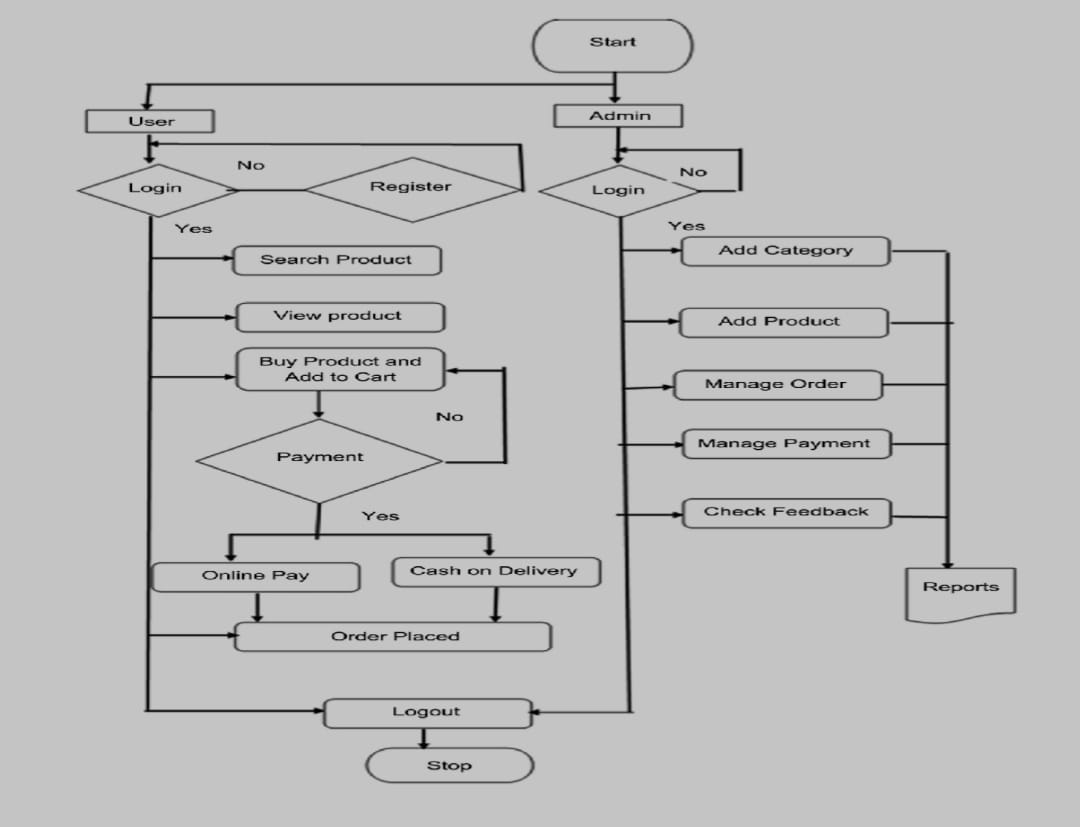 Start
User
Admin
No
Login
Register
No
Login
Yes
Yes
Search Product
Add Category
View product
Add Product
Buy Product and
Add to Cart
Manage Order
No
Manage Payment
Payment
Yes
Check Feedback
Online Pay
Cash on Delivery
Reports
Order Placed
Logout
Stop